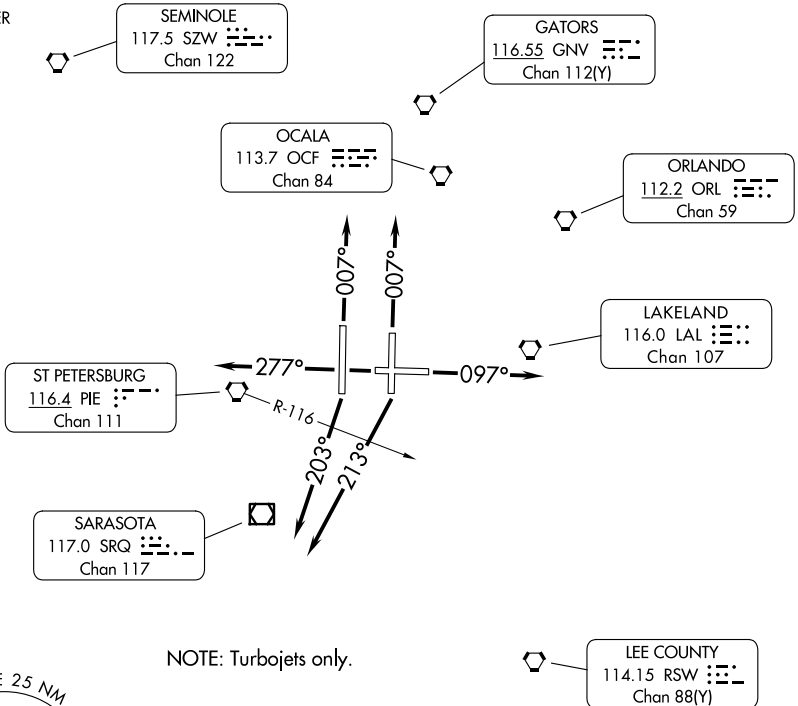 ER
SEMINOLE
117.5 SZW
Chan 122
GATORS
116.55 GNV
Chan 112(Y)
OCALA
113.7 OCF
Chan 84
ORLANDO
112.2 ORL
Chan 59
007°
007°
LAKELAND
116.0 LAL
Chan 107
277°
097°
ST PETERSBURG
116.4 PIE
Chan 111
R-116
203°
213°
SARASOTA
117.0 SRQ
Chan 117
NOTE: Turbojets only.
LEE COUNTY
114.15 RSW
Chan 88(Y)
E 25 NM